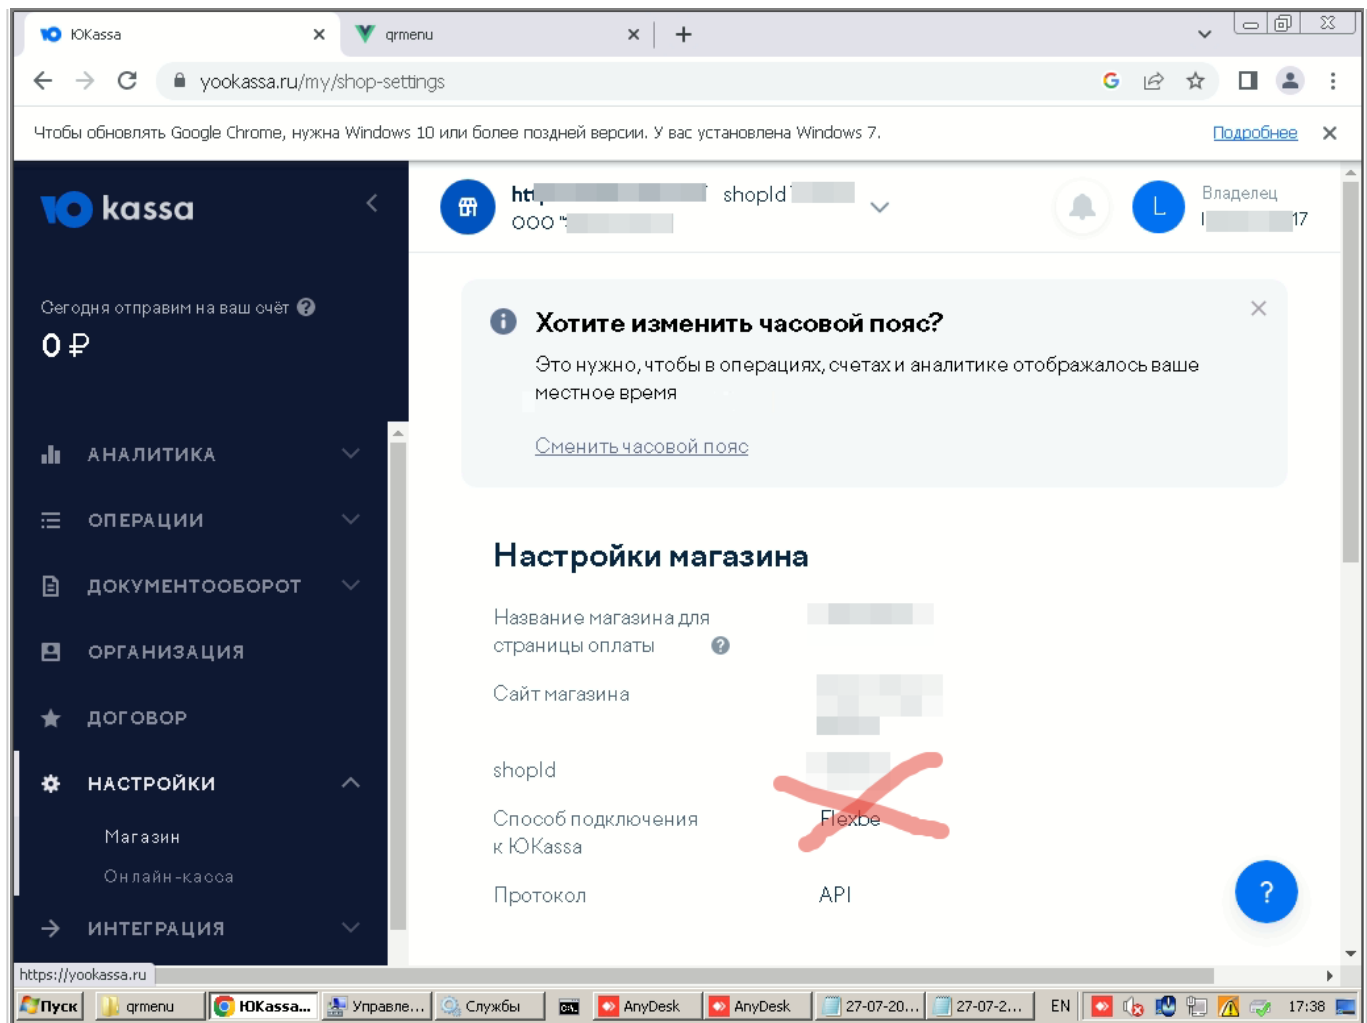 ЮKassa
qrmenu
yookassa.ru/my/shop-settings
Чтобы обновлять Google Chrome, нужна Windows 10 или более поздней версии. У вас установлена Windows 7.
Подробнее
Ю kassa
shopId
ООО "
Владелец
17
Сегодня отправим на ваш счёт
0 ₽
Хотите изменить часовой пояс?
Это нужно, чтобы в операциях, счетах и аналитике отображалось ваше
местное время
Сменить часовой пояс
АНАЛИТИКА
ОПЕРАЦИИ
ДОКУМЕНТООБОРОТ
ОРГАНИЗАЦИЯ
ДОГОВОР
НАСТРОЙКИ
Магазин
Онлайн-касса
ИНТЕГРАЦИЯ
Настройки магазина
Название магазина для
страницы оплаты
Сайт магазина
shopId
Способ подключения
к ЮKassa
Flexbe
Протокол
API
https://yookassa.ru
Пуск
qrmenu
ЮKassa...
Управле...
Службы
AnyDesk
AnyDesk
27-07-20...
27-07-2...
EN
17:38